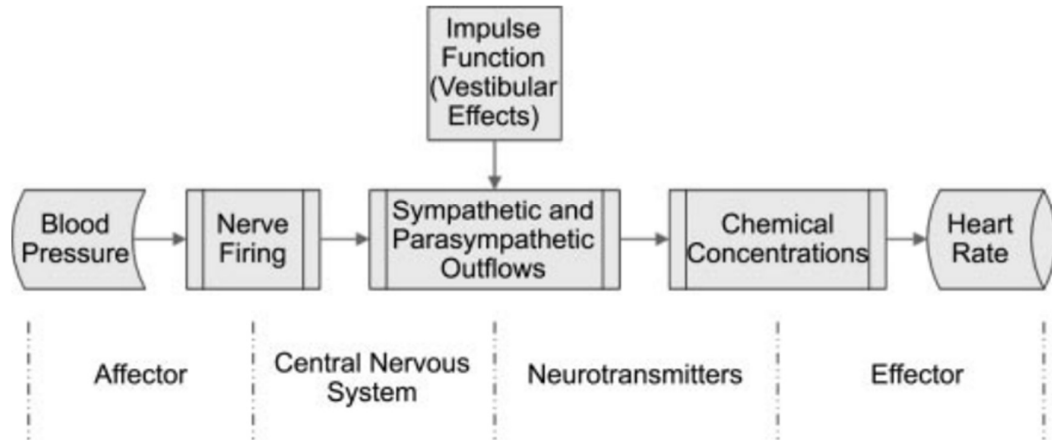 Impulse
Function
(Vestibular
Effects)
Blood
Pressure
Nerve
Firing
Sympathetic and
Parasympathetic
Outflows
Chemical
Concentrations
Heart
Rate
Affector
Central Nervous
System
Neurotransmitters
Effector